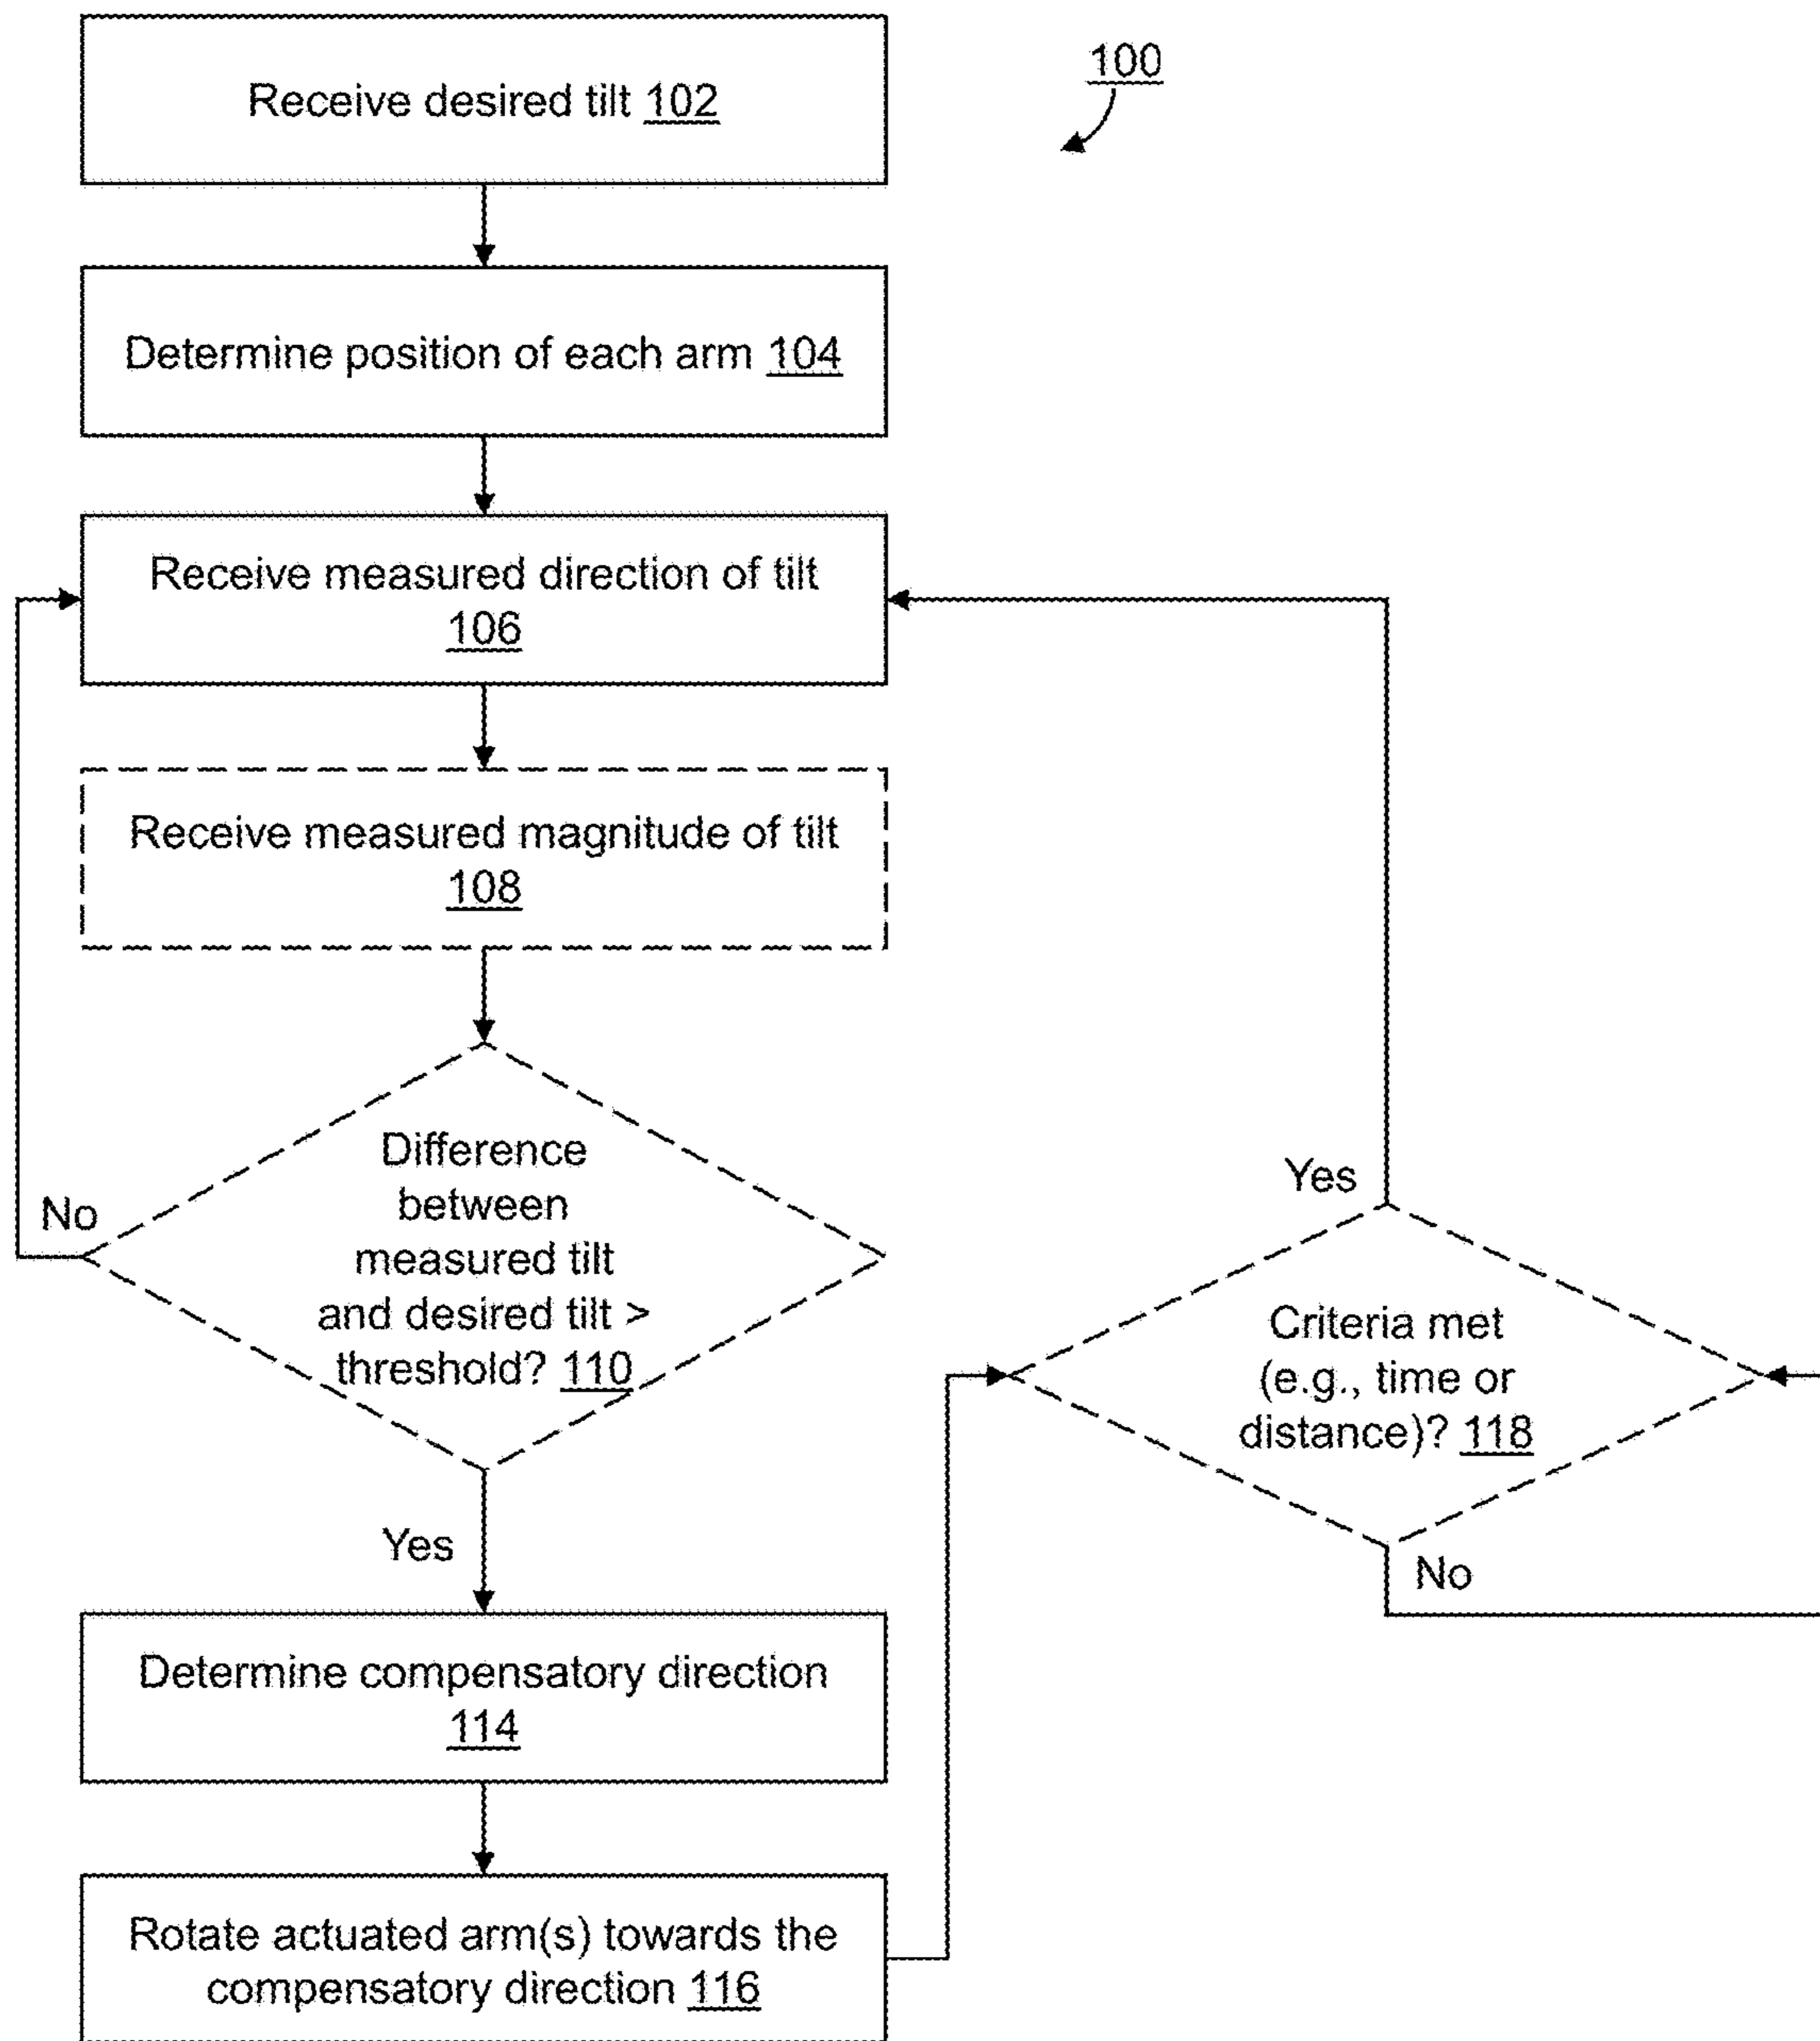 Receive desired tilt 102
100
Determine position of each arm 104
Receive measured direction of tilt
106
Receive measured magnitude of tilt
108
Difference
between
measured tilt
and desired tilt >
threshold? 110
No
Yes
Determine compensatory direction
114
Rotate actuated arm(s) towards the
compensatory direction 116
Yes
Criteria met
(e.g., time or
distance)? 118
No